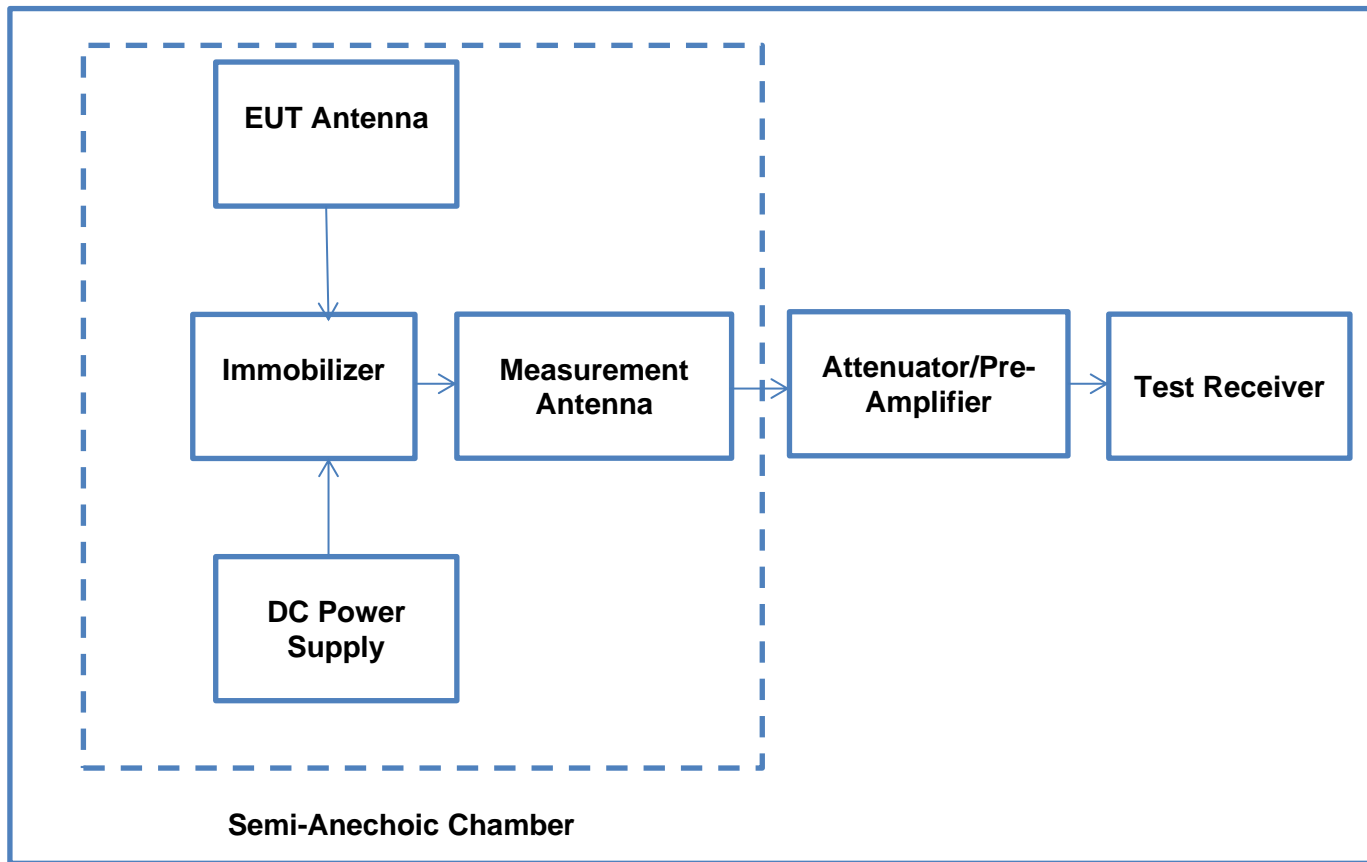 EUT Antenna
Immobilizer
Measurement
Antenna
Attenuator/Pre-
Amplifier
Test Receiver
DC Power
Supply
Semi-Anechoic Chamber